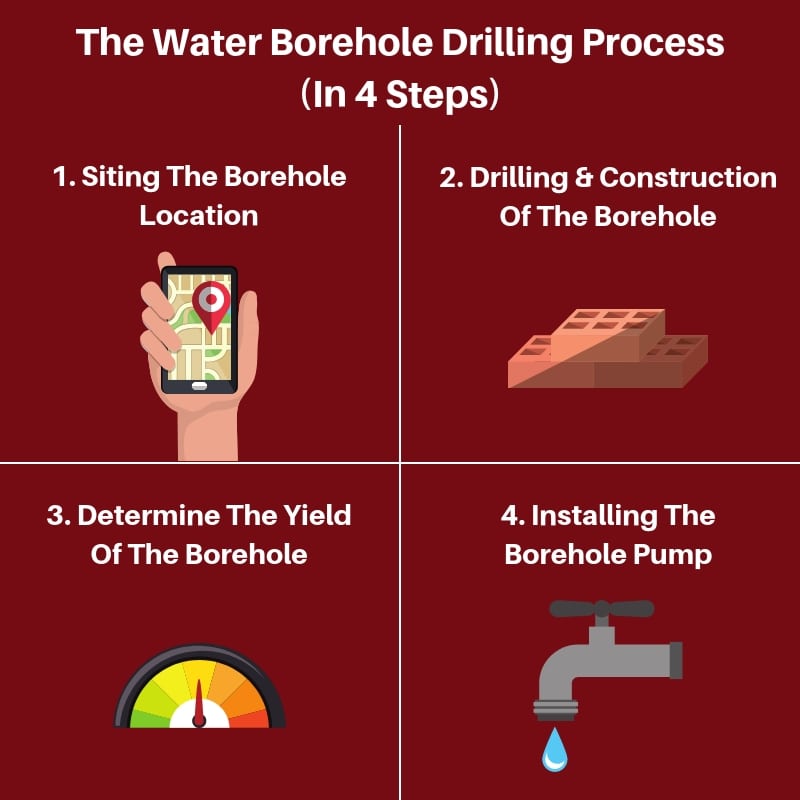 The Water Borehole Drilling Process
(In 4 Steps)
1. Siting The Borehole
Location
2. Drilling & Construction
Of The Borehole
3. Determine The Yield
Of The Borehole
4. Installing The
Borehole Pump